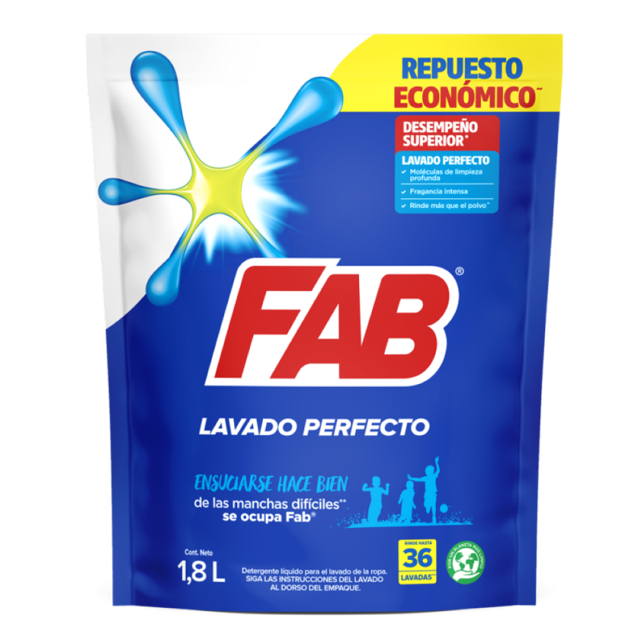 REPUESTO
ECONÓMICO
DESEMPEÑO
SUPERIOR*
LAVADO PERFECTO
✓ Moléculas de limpieza
profunda
✓ Fragancia intensa
✓ Rinde más que el polvo
FAB®
LAVADO PERFECTO
ENSUCIARSE HACE BIEN
de las manchas difíciles**
se ocupa Fab®
Cont. Neto
1,8 L
Detergente líquido para el lavado de la ropa.
SIGA LAS INSTRUCCIONES DEL LAVADO
AL DORSO DEL EMPAQUE.
RINDE HASTA
36
LAVADAS